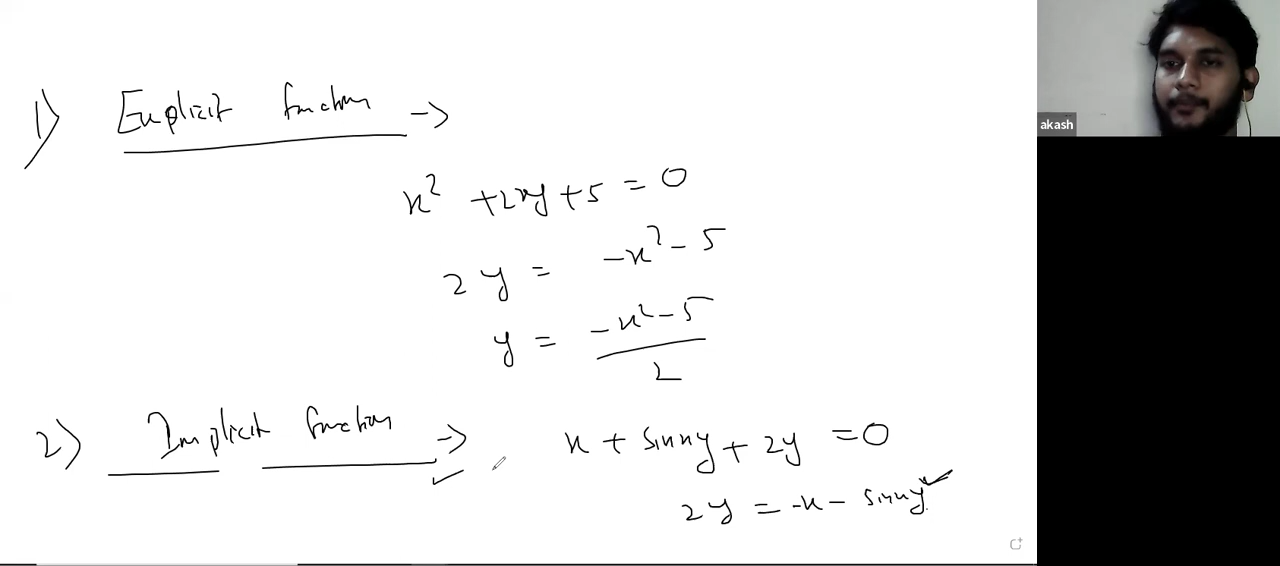 1) Explicit function →
x² + 2y + 5 = 0
2y = -x² - 5
y = -x² - 5 / 2
2) Implicit function → x + sinxy + 2y = 0
2y = -x - sinxy
akash